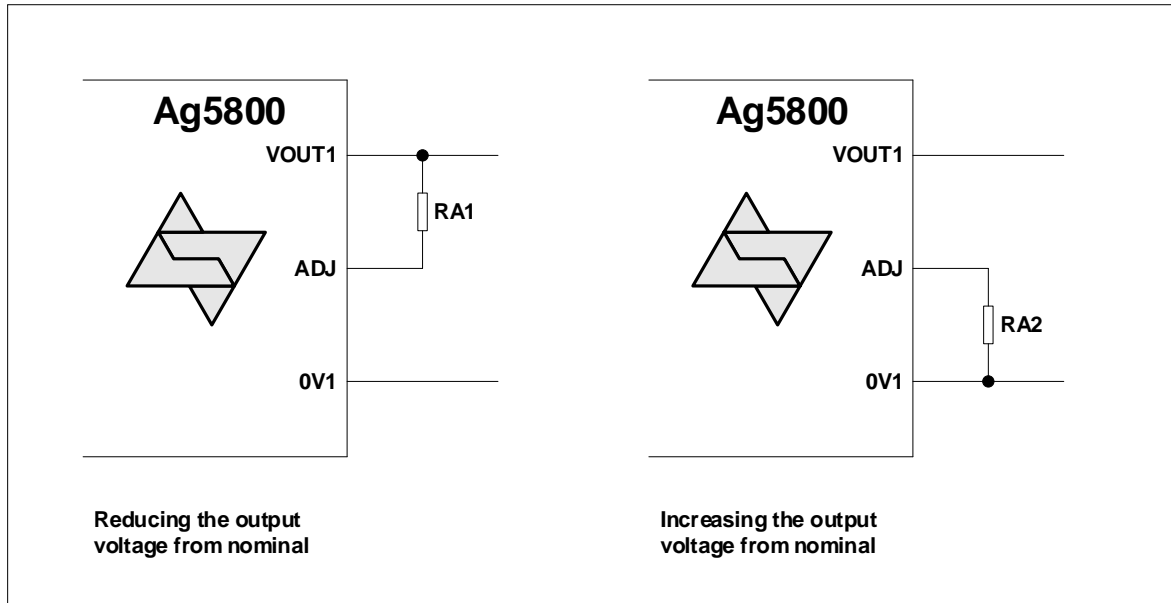 Ag5800
VOUT1
RA1
ADJ
0V1
Reducing the output
voltage from nominal
Ag5800
VOUT1
ADJ
RA2
0V1
Increasing the output
voltage from nominal